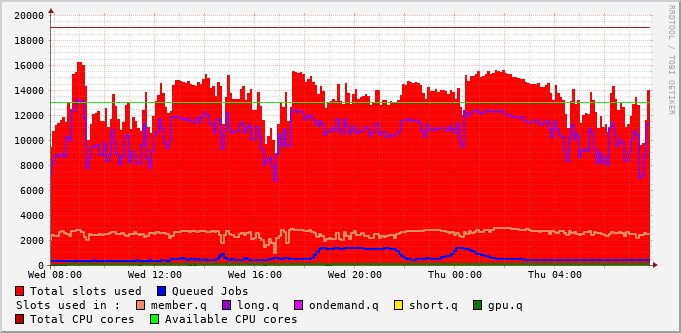 20000
18000
16000
14000
12000
10000
8000
6000
4000
2000
0
Wed 08:00 Wed 12:00 Wed 16:00 Wed 20:00 Thu 00:00 Thu 04:00
Total slots used Queued Jobs
Slots used in : member.q long.q ondemand.q short.q gpu.q
Total CPU cores Available CPU cores
RRDTOOL / TOBI OETIKER